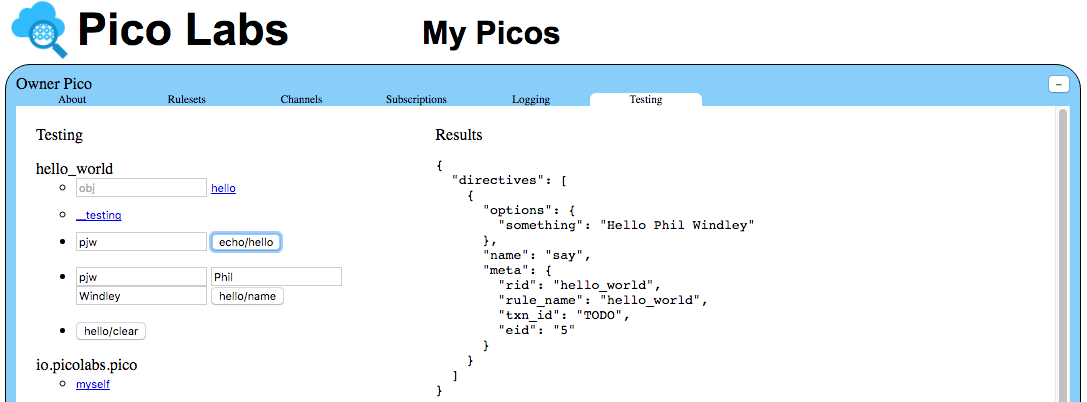 Pico Labs
My Picos
Owner Pico
–
About Rulesets Channels Subscriptions Logging Testing
Testing
hello_world
obj hello
__testing
pjw echo/hello
pjw Phil
Windley hello/name
hello/clear
io.picolabs.pico
myself
Results
{
  "directives": [
    {
      "options": {
        "something": "Hello Phil Windley"
      },
      "name": "say",
      "meta": {
        "rid": "hello_world",
        "rule_name": "hello_world",
        "txn_id": "TODO",
        "eid": "5"
      }
    }
  ]
}